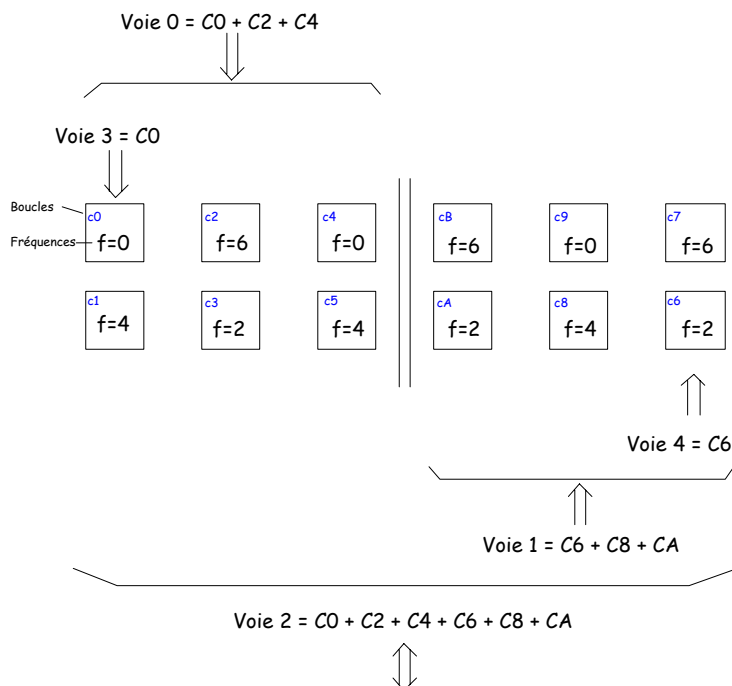 Voie 0 = C0 + C2 + C4
Voie 3 = C0
Boucles
Fréquences
c0
f=0
c2
f=6
c4
f=0
cB
f=6
c9
f=0
c7
f=6
c1
f=4
c3
f=2
c5
f=4
cA
f=2
c8
f=4
c6
f=2
Voie 4 = C6
Voie 1 = C6 + C8 + CA
Voie 2 = C0 + C2 + C4 + C6 + C8 + CA